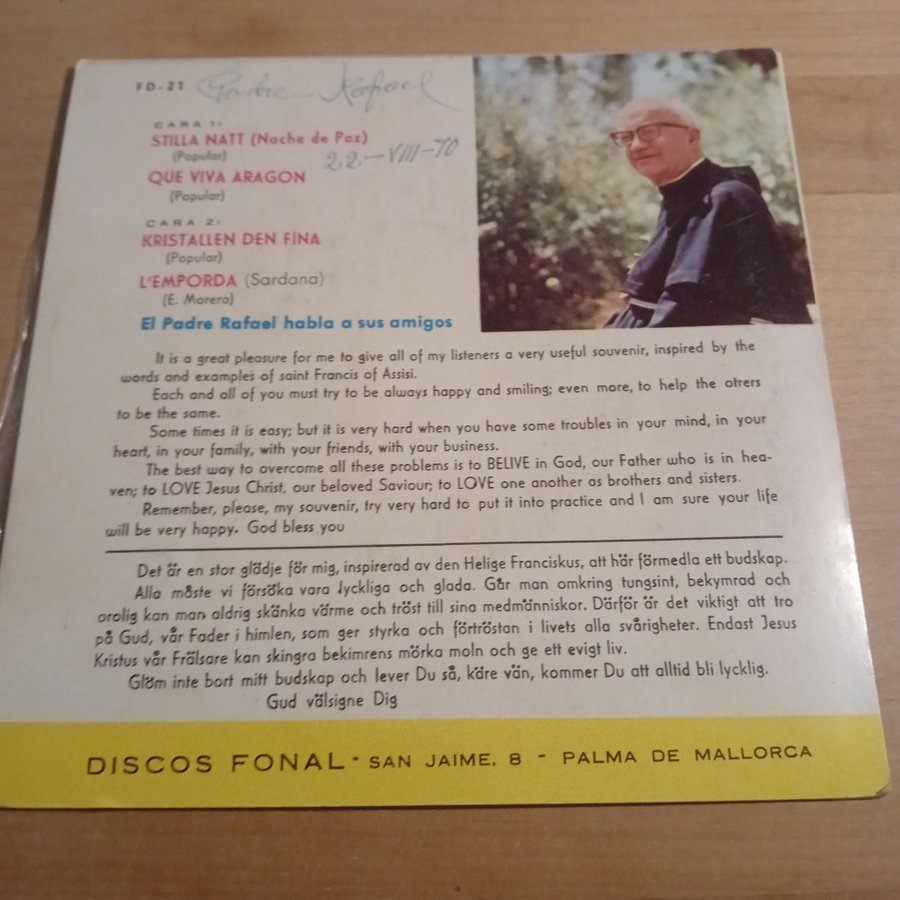 FD-21 Padre Rafael
CARA 1:
STILLA NATT (Noche de Paz)
(Popular)
22-VIII-70
QUE VIVA ARAGON
(Popular)
CARA 2:
KRISTALLEN DEN FINA
(Popular)
L'EMPORDA (Sardana)
(E. Morera)
El Padre Rafael habla a sus amigos
It is a great pleasure for me to give all of my listeners a very useful souvenir, inspired by the
words and examples of saint Francis of Assisi.
Each and all of you must try to be always happy and smiling; even more, to help the otrers
to be the same.
Some times it is easy; but it is very hard when you have some troubles in your mind, in your
heart, in your family, with your friends, with your business.
The best way to overcome all these problems is to BELIVE in God, our Father who is in hea-
ven; to LOVE Jesus Christ, our beloved Saviour; to LOVE one another as brothers and sisters.
Remember, please, my souvenir, try very hard to put it into practice and I am sure your life
will be very happy. God bless you
Det är en stor glädje för mig, inspirerad av den Helige Franciskus, att här förmedla ett budskap.
Alla måste vi försöka vara lyckliga och glada. Går man omkring tungsint, bekymrad och
orolig kan man aldrig skänka värme och tröst till sina medmänniskor. Därför är det viktigt att tro
på Gud, vår Fader i himlen, som ger styrka och förtröstan i livets alla svårigheter. Endast Jesus
Kristus vår Frälsare kan skingra bekimrens mörka moln och ge ett evigt liv.
Glöm inte bort mitt budskap och lever Du så, käre vän, kommer Du att alltid bli lycklig.
Gud välsigne Dig
DISCOS FONAL - SAN JAIME. 8 - PALMA DE MALLORCA